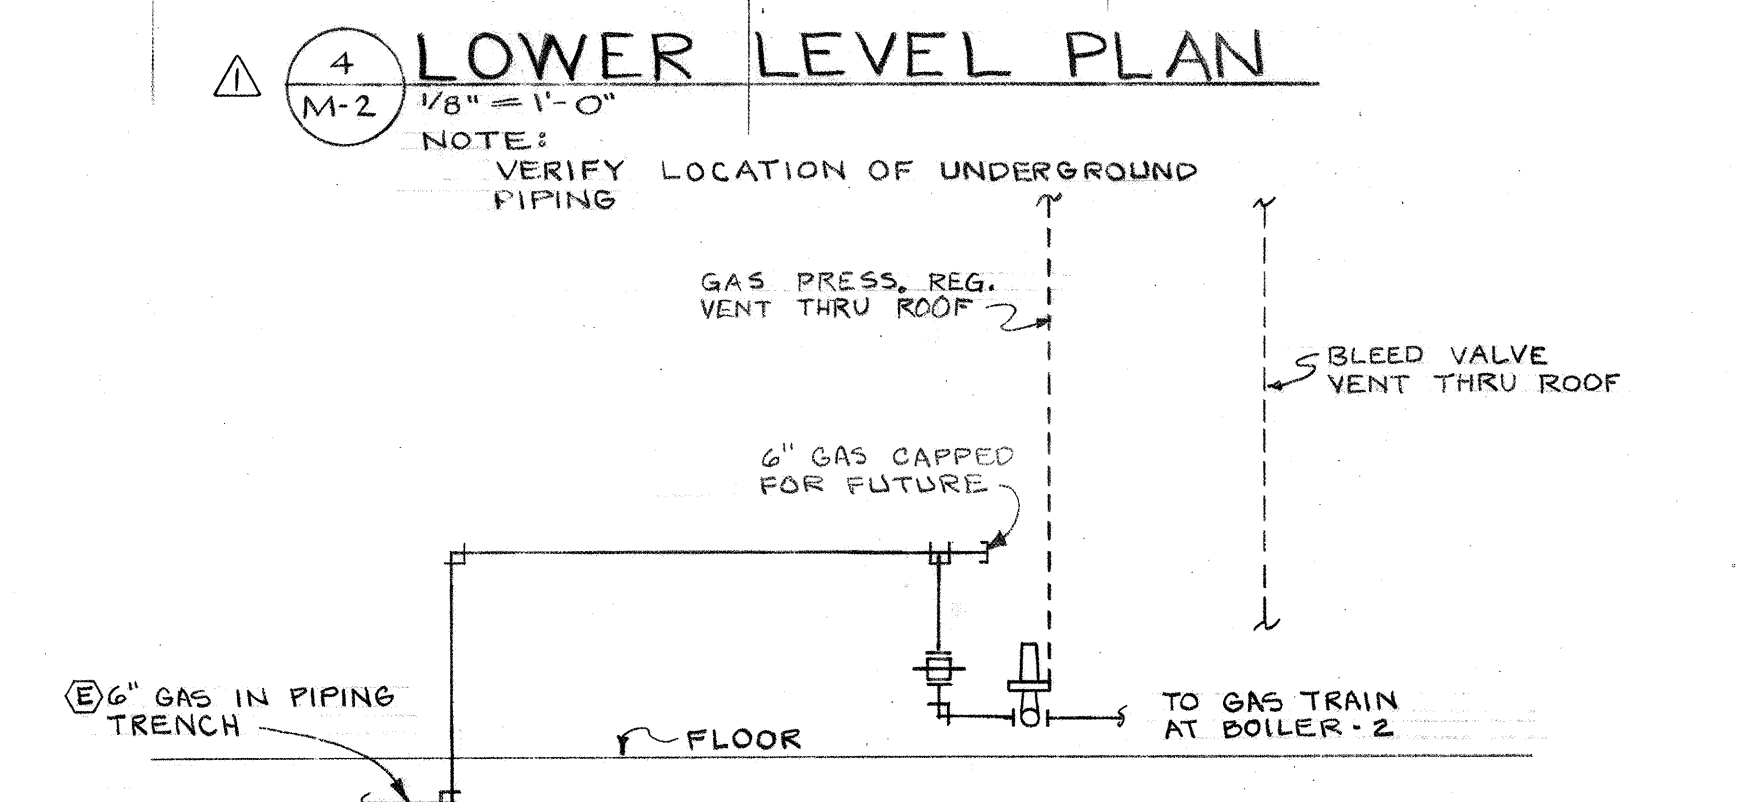 1
4
M-2
LOWER LEVEL PLAN
1/8" = 1'-0"
NOTE:
VERIFY LOCATION OF UNDERGROUND
PIPING
GAS PRESS. REG.
VENT THRU ROOF
BLEED VALVE
VENT THRU ROOF
6" GAS CAPPED
FOR FUTURE
E 6" GAS IN PIPING
TRENCH
TO GAS TRAIN
AT BOILER-2
FLOOR